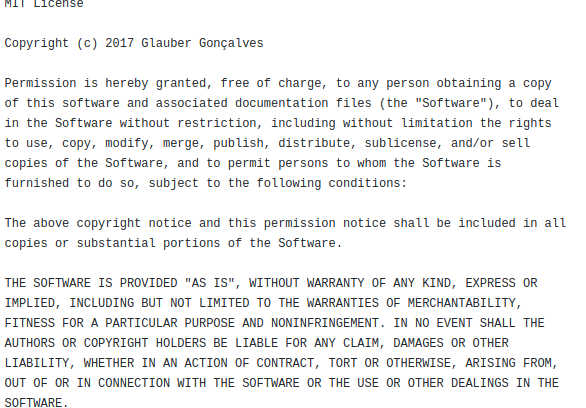 MIT License
Copyright (c) 2017 Glauber Gonçalves
Permission is hereby granted, free of charge, to any person obtaining a copy
of this software and associated documentation files (the "Software"), to deal
in the Software without restriction, including without limitation the rights
to use, copy, modify, merge, publish, distribute, sublicense, and/or sell
copies of the Software, and to permit persons to whom the Software is
furnished to do so, subject to the following conditions:
The above copyright notice and this permission notice shall be included in all
copies or substantial portions of the Software.
THE SOFTWARE IS PROVIDED "AS IS", WITHOUT WARRANTY OF ANY KIND, EXPRESS OR
IMPLIED, INCLUDING BUT NOT LIMITED TO THE WARRANTIES OF MERCHANTABILITY,
FITNESS FOR A PARTICULAR PURPOSE AND NONINFRINGEMENT. IN NO EVENT SHALL THE
AUTHORS OR COPYRIGHT HOLDERS BE LIABLE FOR ANY CLAIM, DAMAGES OR OTHER
LIABILITY, WHETHER IN AN ACTION OF CONTRACT, TORT OR OTHERWISE, ARISING FROM,
OUT OF OR IN CONNECTION WITH THE SOFTWARE OR THE USE OR OTHER DEALINGS IN THE
SOFTWARE.